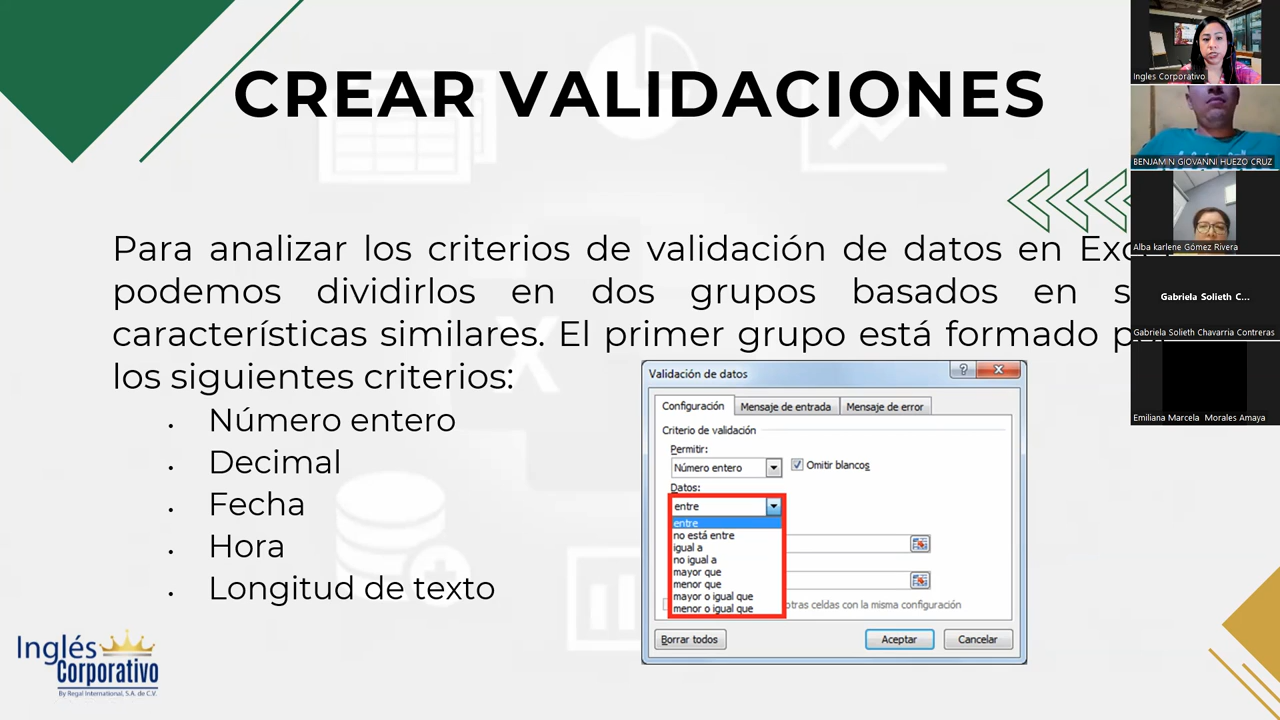 CREAR VALIDACIONES
Para analizar los criterios de validación de datos en
podemos dividirlos en dos grupos basados en
características similares. El primer grupo está formado
los siguientes criterios:
• Número entero
• Decimal
• Fecha
• Hora
• Longitud de texto
Validación de datos
Configuración
Mensaje de entrada
Mensaje de error
Criterio de validación
Permitir:
Número entero
Omitir blancos
Datos:
entre
entre
no está entre
igual a
no igual a
mayor que
menor que
mayor o igual que
menor o igual que
otras celdas con la misma configuración
Borrar todos
Aceptar
Cancelar
Inglés
Corporativo
By Regal International, S.A. de C.V.
Ingles Corporativo
BENJAMIN GIOVANNI HUEZO CRUZ
Alba karlene Gómez Rivera
Gabriela Solieth C...
Gabriela Solieth Chavarria Contreras
Emiliana Marcela Morales Amaya